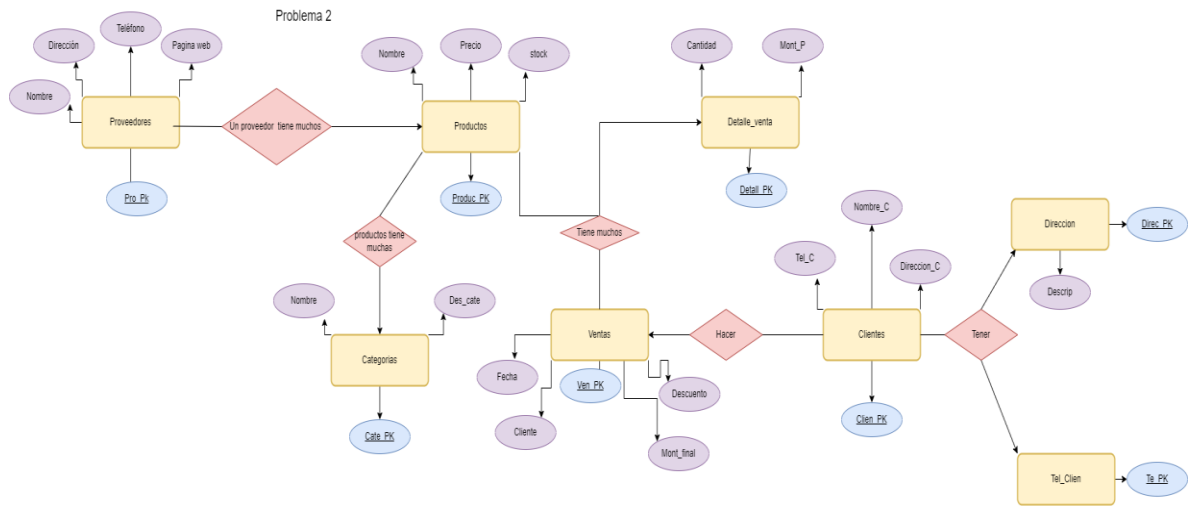 Problema 2
Teléfono
Dirección
Pagina web
Nombre
Proveedores
Pro_Pk
Un proveedor tiene muchos
Nombre
Precio
stock
Productos
Produc_PK
Cantidad
Mont_P
Detalle_venta
Detall_PK
productos tiene
muchas
Tiene muchos
Nombre
Des_cate
Categorias
Cate_PK
Ventas
Fecha
Cliente
Ven_PK
Descuento
Mont_final
Hacer
Nombre_C
Tel_C
Direccion_C
Clientes
Clien_PK
Tener
Direccion
Direc_PK
Descrip
Tel_Clien
Te_PK